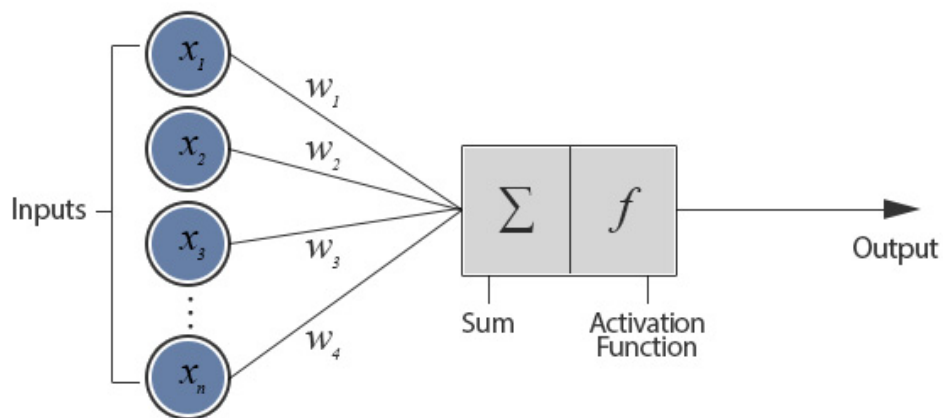 x₁
w₁
x₂
w₂
Inputs
Σ
f
x₃
w₃
Output
Sum
Activation
Function
w₄
xₙ